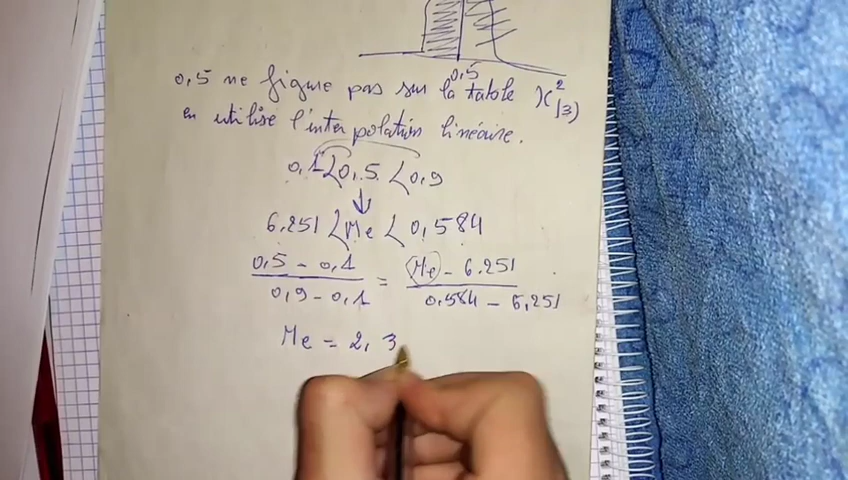 0,5 ne figure pas sur la table χ²(3)
0,5
en utilise l'interpolation linéaire.
0,1 < 0,5 < 0,9
↓
6.251 < Me < 0,584
0,5 - 0,1 / 0,9 - 0,1 = Me - 6.251 / 0,584 - 6,251
Me = 2, 3